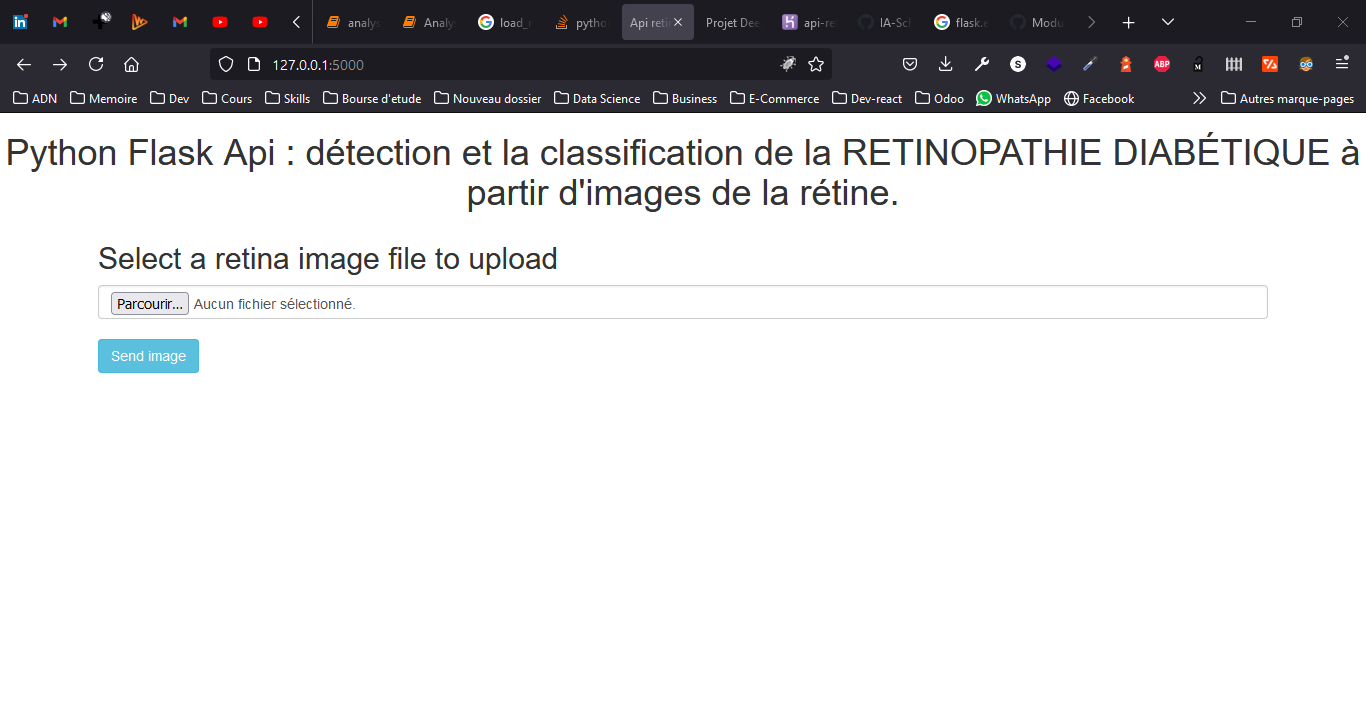 analys
Analy
load_
pytho
Api reti
Projet Dee
api-re
IA-Sch
flask.e
Modu
127.0.0.1:5000
S
ABP
M
ADN
Memoire
Dev
Cours
Skills
Bourse d'etude
Nouveau dossier
Data Science
Business
E-Commerce
Dev-react
Odoo
WhatsApp
Facebook
Autres marque-pages
Python Flask Api : détection et la classification de la RETINOPATHIE DIABÉTIQUE à
partir d'images de la rétine.
Select a retina image file to upload
Parcourir... Aucun fichier sélectionné.
Send image